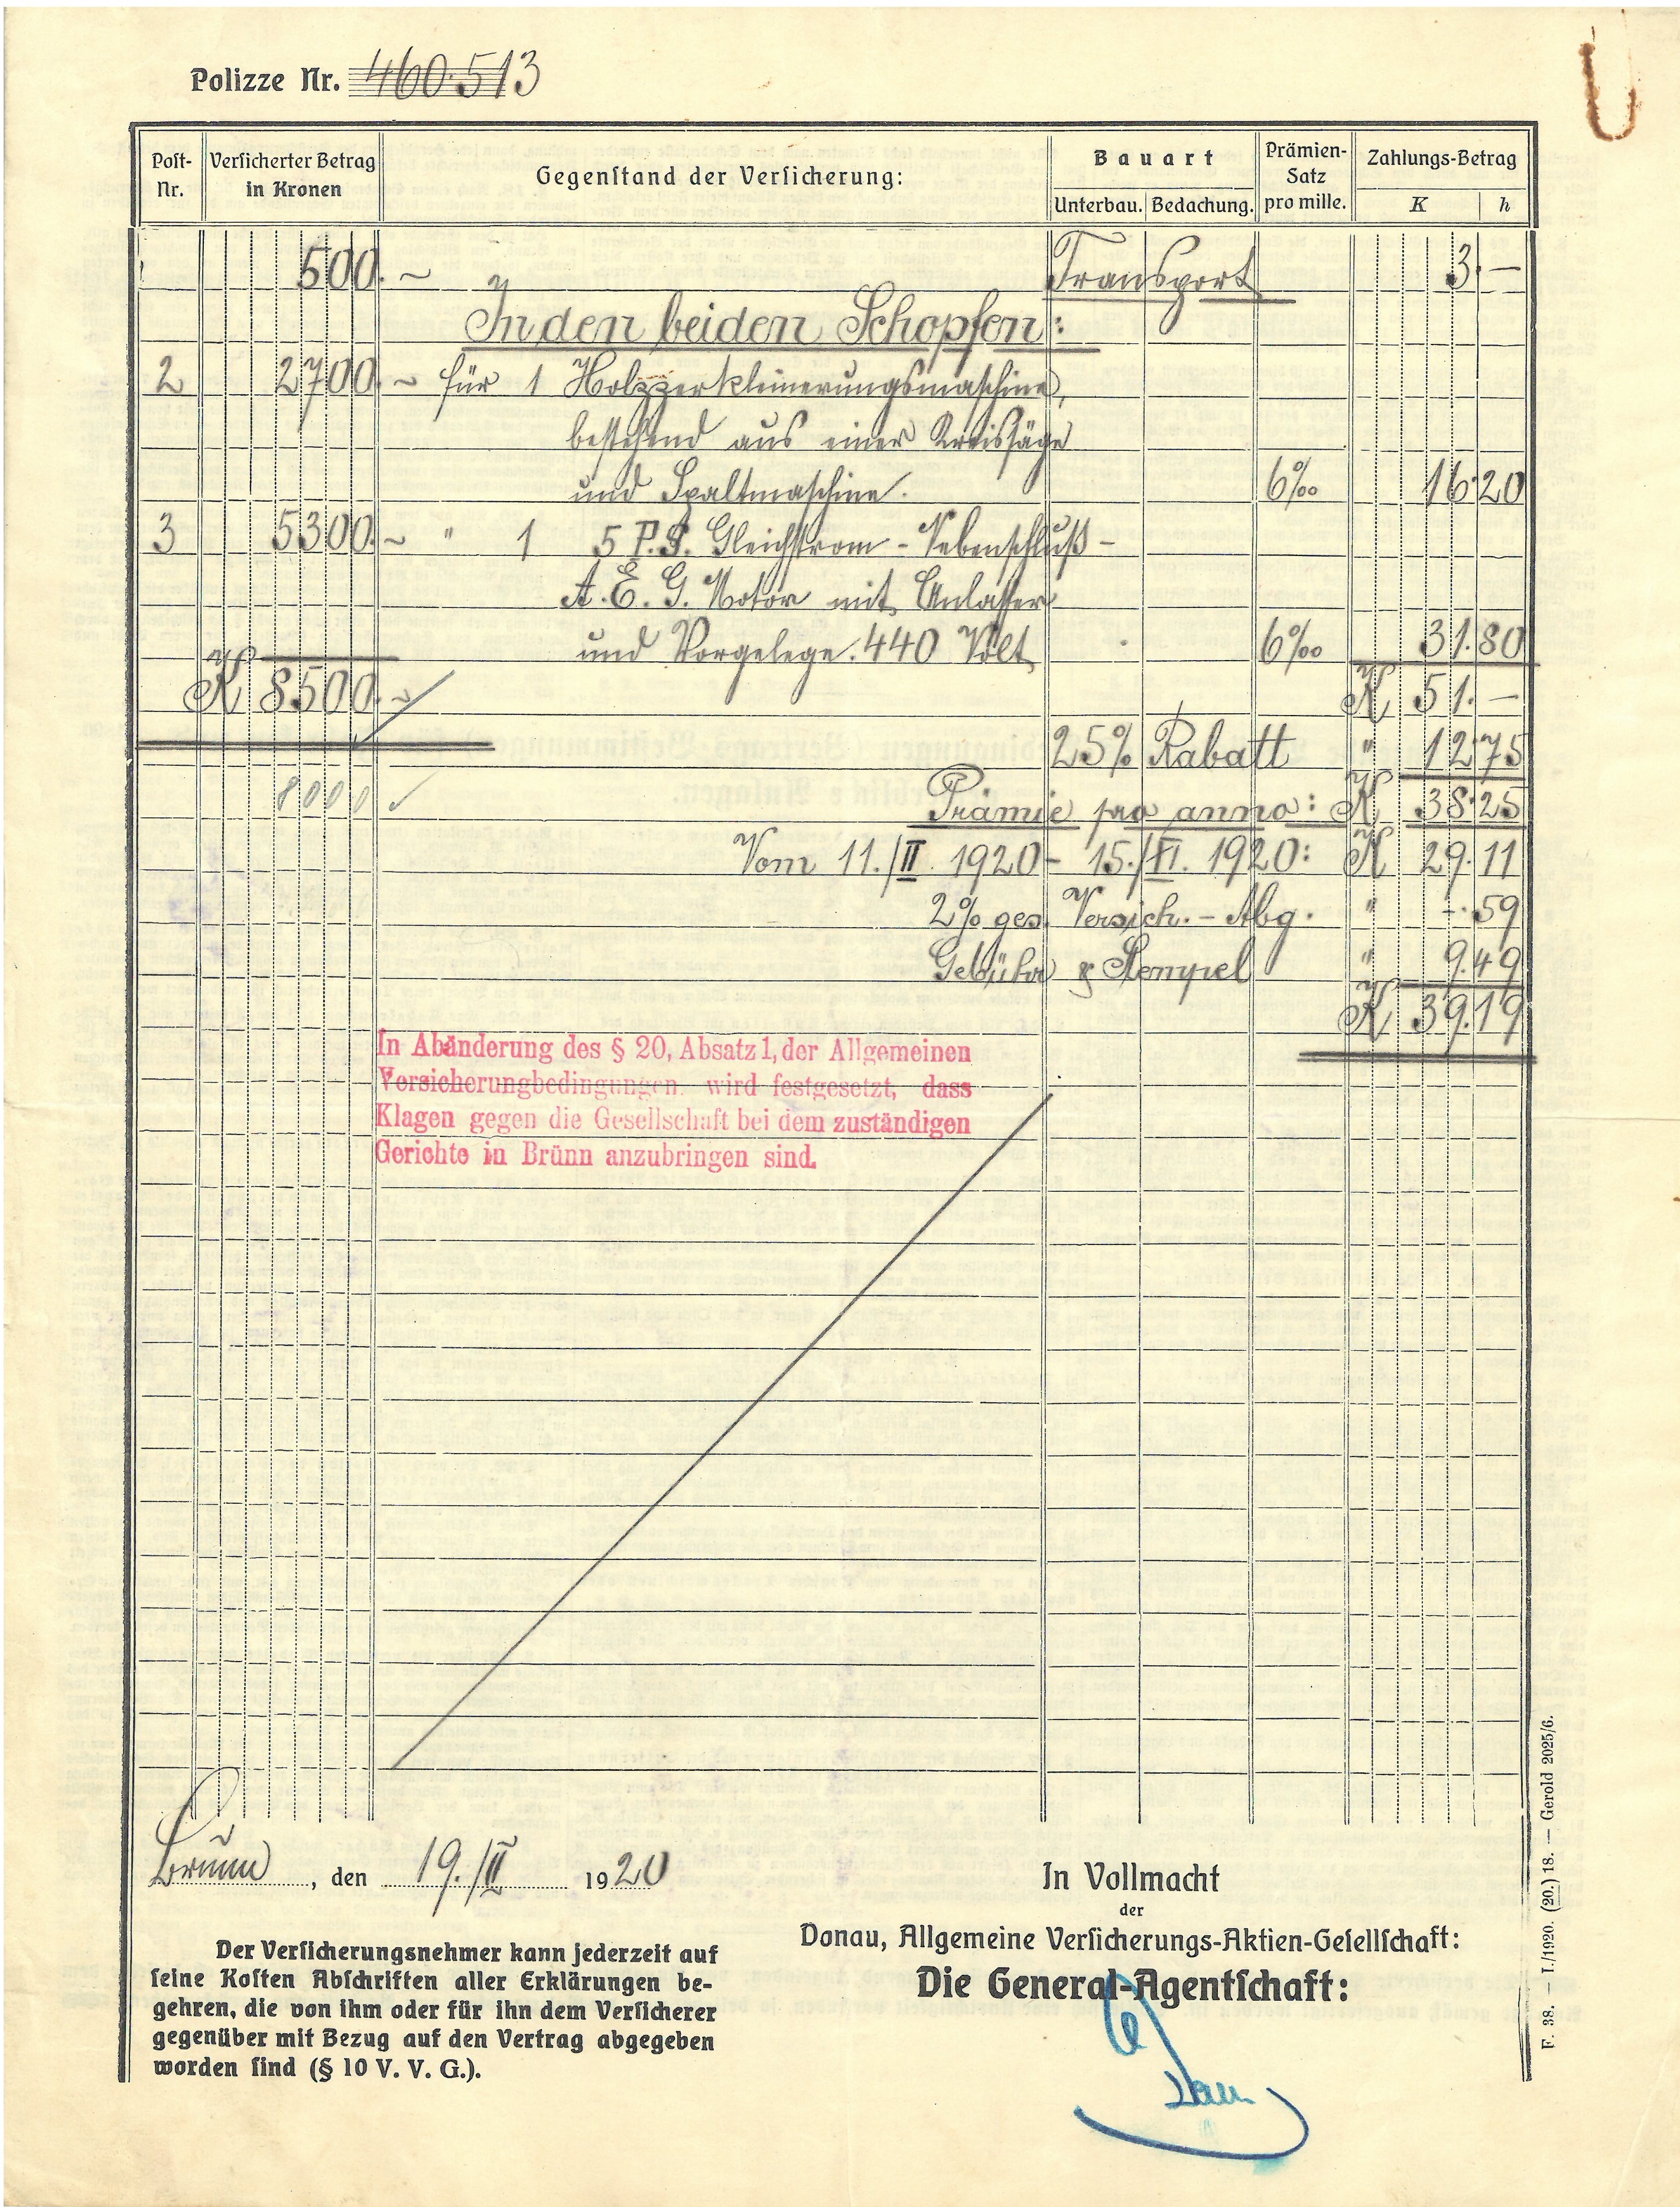 Polizze Nr. 460.513
Post-Nr. Versicherter Betrag in Kronen Gegenstand der Versicherung: Bauart Unterbau. Bedachung. Prämien-Satz pro mille. Zahlungs-Betrag K h
500.~ Transport 3.—
In den beiden Schopfen:
2 2700.~ für 1 Holzzerkleinerungsmaschine,
bestehend aus einer Kreissäge
und Spaltmaschine. 6‰ 16.20
3 5300.~ " 1 5 P.S. Gleichstrom-Nebenschluß-
A.E.G. Motor mit Anlasser
und Vorgelege. 440 Volt 6‰ 31.80
K 8500.~ K 51.—
25% Rabatt " 12.75
8000 Prämie pro anno: K 38.25
Vom 11./II. 1920 - 15./XI. 1920: K 29.11
2% ges. Versich.-Abg. " -.59
Gebühr & Stempel " 9.49
K 39.19
In Abänderung des § 20, Absatz 1, der Allgemeinen
Versicherungbedingungen wird festgesetzt, dass
Klagen gegen die Gesellschaft bei dem zuständigen
Gerichte in Brünn anzubringen sind.
Brünn, den 19./II 1920
In Vollmacht
der
Donau, Allgemeine Versicherungs-Aktien-Gesellschaft:
Die General-Agentschaft:
Der Versicherungsnehmer kann jederzeit auf
seine Kosten Abschriften aller Erklärungen be-
gehren, die von ihm oder für ihn dem Versicherer
gegenüber mit Bezug auf den Vertrag abgegeben
worden sind (§ 10 V. V. G.).
F. 38. — I./1920. (20.) 18. — Gerold 2025/6.